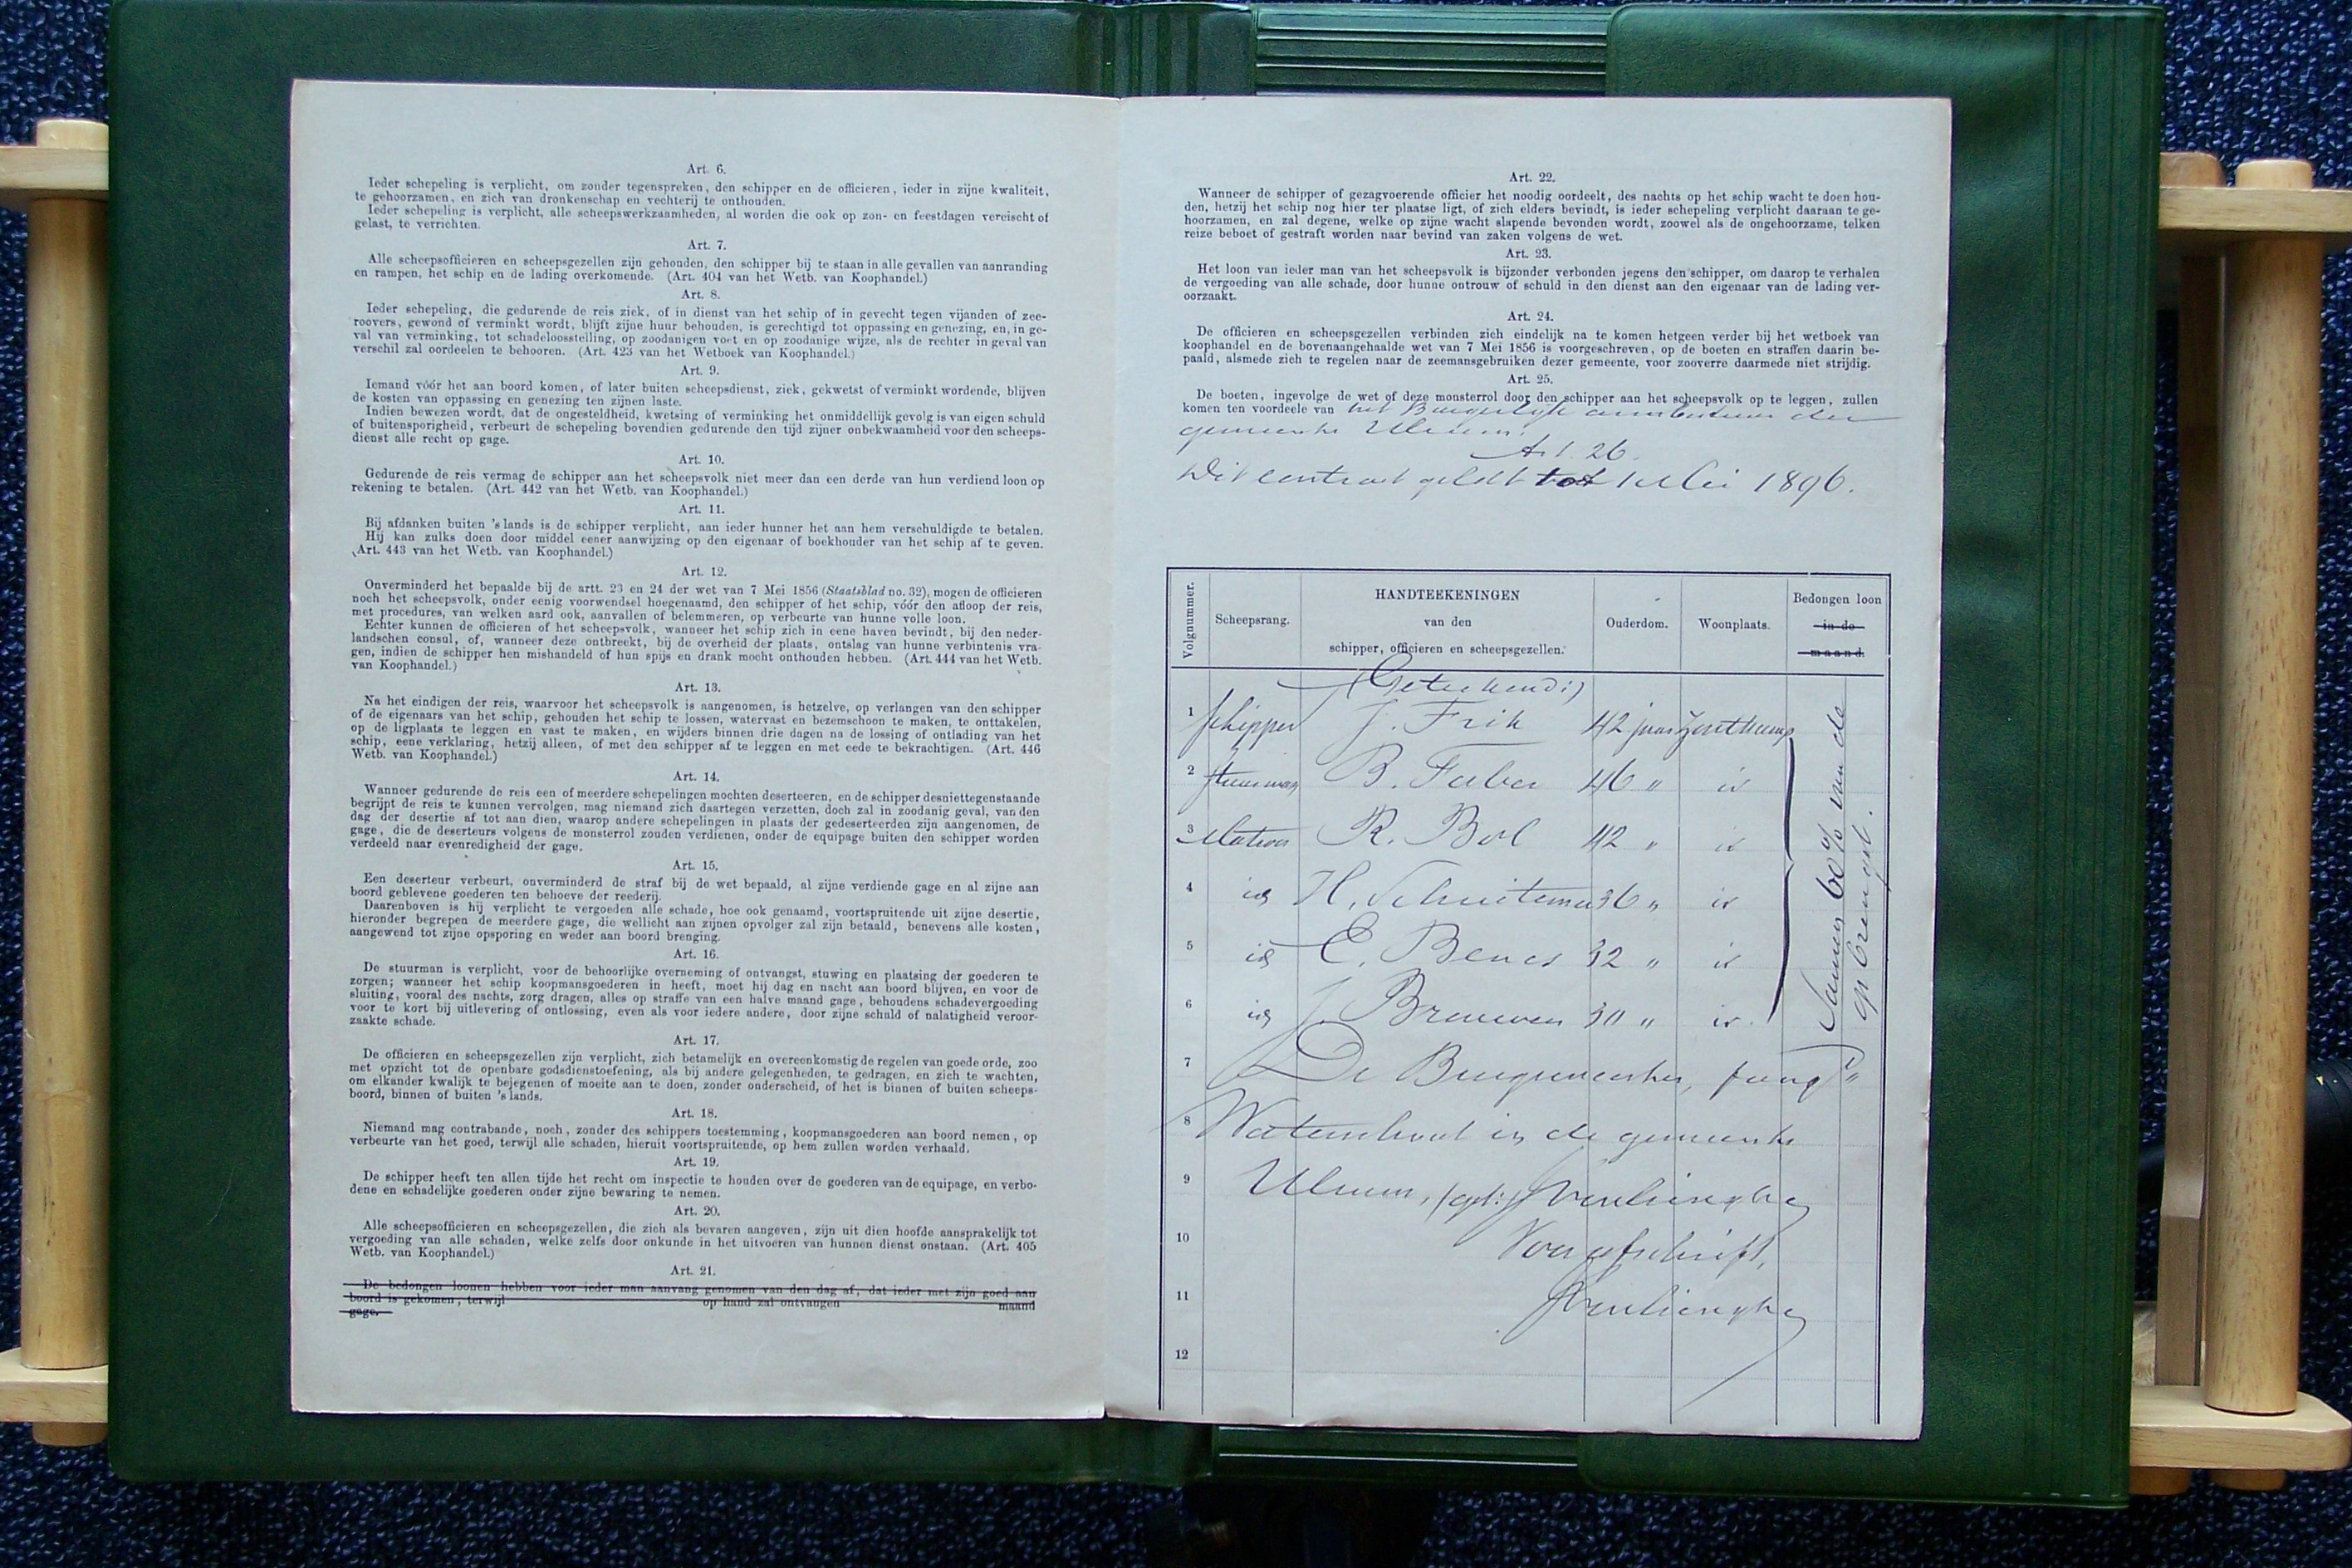 Art. 6.
Ieder schepeling is verplicht, om zonder tegenspreken, den schipper en de officieren, ieder in zijne kwaliteit,
te gehoorzamen, en zich van dronkenschap en vechterij te onthouden.
Ieder schepeling is verplicht, alle scheepswerkzaamheden, al worden die ook op zon- en feestdagen vereischt of
gelast, te verrichten.
Art. 7.
Alle scheepsofficieren en scheepsgezellen zijn gehouden, den schipper bij te staan in alle gevallen van aanranding
en rampen, het schip en de lading overkomende. (Art. 404 van het Wetb. van Koophandel.)
Art. 8.
Ieder schepeling, die gedurende de reis ziek, of in dienst van het schip of in gevecht tegen vijanden of zee-
roovers, gewond of verminkt wordt, blijft zijne huur behouden, is gerechtigd tot oppassing en genezing, en, in ge-
val van verminking, tot schadeloosstelling, op zoodanigen voet en op zoodanige wijze, als de rechter in geval van
verschil zal oordeelen te behooren. (Art. 423 van het Wetboek van Koophandel.)
Art. 9.
Iemand vóór het aan boord komen, of later buiten scheepsdienst, ziek, gekwetst of verminkt wordende, blijven
de kosten van oppassing en genezing ten zijnen laste.
Indien bewezen wordt, dat de ongesteldheid, kwetsing of verminking het onmiddellijk gevolg is van eigen schuld
of buitensporigheid, verbeurt de schepeling bovendien gedurende den tijd zijner onbekwaamheid voor den scheeps-
dienst alle recht op gage.
Art. 10.
Gedurende de reis vermag de schipper aan het scheepsvolk niet meer dan een derde van hun verdiend loon op
rekening te betalen. (Art. 442 van het Wetb. van Koophandel.)
Art. 11.
Bij afdanken buiten 's lands is de schipper verplicht, aan ieder hunner het aan hem verschuldigde te betalen.
Hij kan zulks doen door middel eener aanwijzing op den eigenaar of boekhouder van het schip af te geven.
(Art. 443 van het Wetb. van Koophandel.)
Art. 12.
Onverminderd het bepaalde bij de artt. 23 en 24 der wet van 7 Mei 1856 (Staatsblad no. 32), mogen de officieren
noch het scheepsvolk, onder eenig voorwendsel hoegenaamd, den schipper of het schip, vóór den afloop der reis,
met procedures, van welken aard ook, aanvallen of belemmeren, op verbeurte van hunne volle loon.
Echter kunnen de officieren of het scheepsvolk, wanneer het schip zich in eene haven bevindt, bij den neder-
landschen consul, of, wanneer deze ontbreekt, bij de overheid der plaats, ontslag van hunne verbintenis vra-
gen, indien de schipper hen mishandeld of hun spijs en drank mocht onthouden hebben. (Art. 444 van het Wetb.
van Koophandel.)
Art. 13.
Na het eindigen der reis, waarvoor het scheepsvolk is aangenomen, is hetzelve, op verlangen van den schipper
of de eigenaars van het schip, gehouden het schip te lossen, watervast en bezemschoon te maken, te onttakelen,
op de ligplaats te leggen en vast te maken, en wijders binnen drie dagen na de lossing of ontlading van het
schip, eene verklaring, hetzij alleen, of met den schipper af te leggen en met eede te bekrachtigen. (Art. 446
Wetb. van Koophandel.)
Art. 14.
Wanneer gedurende de reis een of meerdere schepelingen mochten deserteeren, en de schipper desniettegenstaande
begrijpt de reis te kunnen vervolgen, mag niemand zich daartegen verzetten, doch zal in zoodanig geval, van den
dag der desertie af tot aan dien, waarop andere schepelingen in plaats der gedeserteerden zijn aangenomen, de
gage, die de deserteurs volgens de monsterrol zouden verdienen, onder de equipage buiten den schipper worden
verdeeld naar evenredigheid der gage.
Art. 15.
Een deserteur verbeurt, onverminderd de straf bij de wet bepaald, al zijne verdiende gage en al zijne aan
boord geblevene goederen ten behoeve der reederij.
Daarenboven is hij verplicht te vergoeden alle schade, hoe ook genaamd, voortspruitende uit zijne desertie,
hieronder begrepen de meerdere gage, die wellicht aan zijnen opvolger zal zijn betaald, benevens alle kosten,
aangewend tot zijne opsporing en weder aan boord brenging.
Art. 16.
De stuurman is verplicht, voor de behoorlijke overneming of ontvangst, stuwing en plaatsing der goederen te
zorgen; wanneer het schip koopmansgoederen in heeft, moet hij dag en nacht aan boord blijven, en voor de
sluiting, vooral des nachts, zorg dragen, alles op straffe van een halve maand gage, behoudens schadevergoeding
voor te kort bij uitlevering of ontlossing, even als voor iedere andere, door zijne schuld of nalatigheid veroor-
zaakte schade.
Art. 17.
De officieren en scheepsgezellen zijn verplicht, zich betamelijk en overeenkomstig de regelen van goede orde, zoo
met opzicht tot de openbare godsdienstoefening, als bij andere gelegenheden, te gedragen, en zich te wachten,
om elkander kwalijk te bejegenen of moeite aan te doen, zonder onderscheid, of het is binnen of buiten scheeps-
boord, binnen of buiten 's lands.
Art. 18.
Niemand mag contrabande, noch, zonder des schippers toestemming, koopmansgoederen aan boord nemen, op
verbeurte van het goed, terwijl alle schaden, hieruit voortspruitende, op hem zullen worden verhaald.
Art. 19.
De schipper heeft ten allen tijde het recht om inspectie te houden over de goederen van de equipage, en verbo-
dene en schadelijke goederen onder zijne bewaring te nemen.
Art. 20.
Alle scheepsofficieren en scheepsgezellen, die zich als bevaren aangeven, zijn uit dien hoofde aansprakelijk tot
vergoeding van alle schaden, welke zelfs door onkunde in het uitvoeren van hunnen dienst onstaan. (Art. 405
Wetb. van Koophandel.)
Art. 21.
De bedongen loonen hebben voor ieder man aanvang genomen van den dag af, dat ieder met zijn goed aan
boord is gekomen, terwijl op hand zal ontvangen maand
gage.
Art. 22.
Wanneer de schipper of gezagvoerende officier het noodig oordeelt, des nachts op het schip wacht te doen hou-
den, hetzij het schip nog hier ter plaatse ligt, of zich elders bevindt, is ieder schepeling verplicht daaraan te ge-
hoorzamen, en zal degene, welke op zijne wacht slapende bevonden wordt, zoowel als de ongehoorzame, telken
reize beboet of gestraft worden naar bevind van zaken volgens de wet.
Art. 23.
Het loon van ieder man van het scheepsvolk is bijzonder verbonden jegens den schipper, om daarop te verhalen
de vergoeding van alle schade, door hunne ontrouw of schuld in den dienst aan den eigenaar van de lading ver-
oorzaakt.
Art. 24.
De officieren en scheepsgezellen verbinden zich eindelijk na te komen hetgeen verder bij het wetboek van
koophandel en de bovenaangehaalde wet van 7 Mei 1856 is voorgeschreven, op de boeten en straffen daarin be-
paald, alsmede zich te regelen naar de zeemansgebruiken dezer gemeente, voor zooverre daarmede niet strijdig.
Art. 25.
De boeten, ingevolge de wet of deze monsterrol door den schipper aan het scheepsvolk op te leggen, zullen
komen ten voordeele van het Burgerlijk armbestuur der
gemeente Ulrum.
Art. 26.
Dit contract geldt tot 1 Mei 1896.
Volgnummer. Scheepsrang. HANDTEEKENINGEN van den schipper, officieren en scheepsgezellen. Ouderdom. Woonplaats. Bedongen loon in de maand.
(Geteekend:)
1 schipper J. Frik 42 jaar Zoutkamp
2 stuurman B. Faber 46 " id
3 Matroos R. Bol 42 " id
4 id H. Schuitema 36 " id
5 id E. Benes 32 " id
6 id J. Brouwer 30 " id.
Samen 60% van de
opbrengst.
7 De Burgemeester, fung
8 Waterschout in de gemeente
9 Ulrum, (get:)
10 Voor afschrift,
11
12